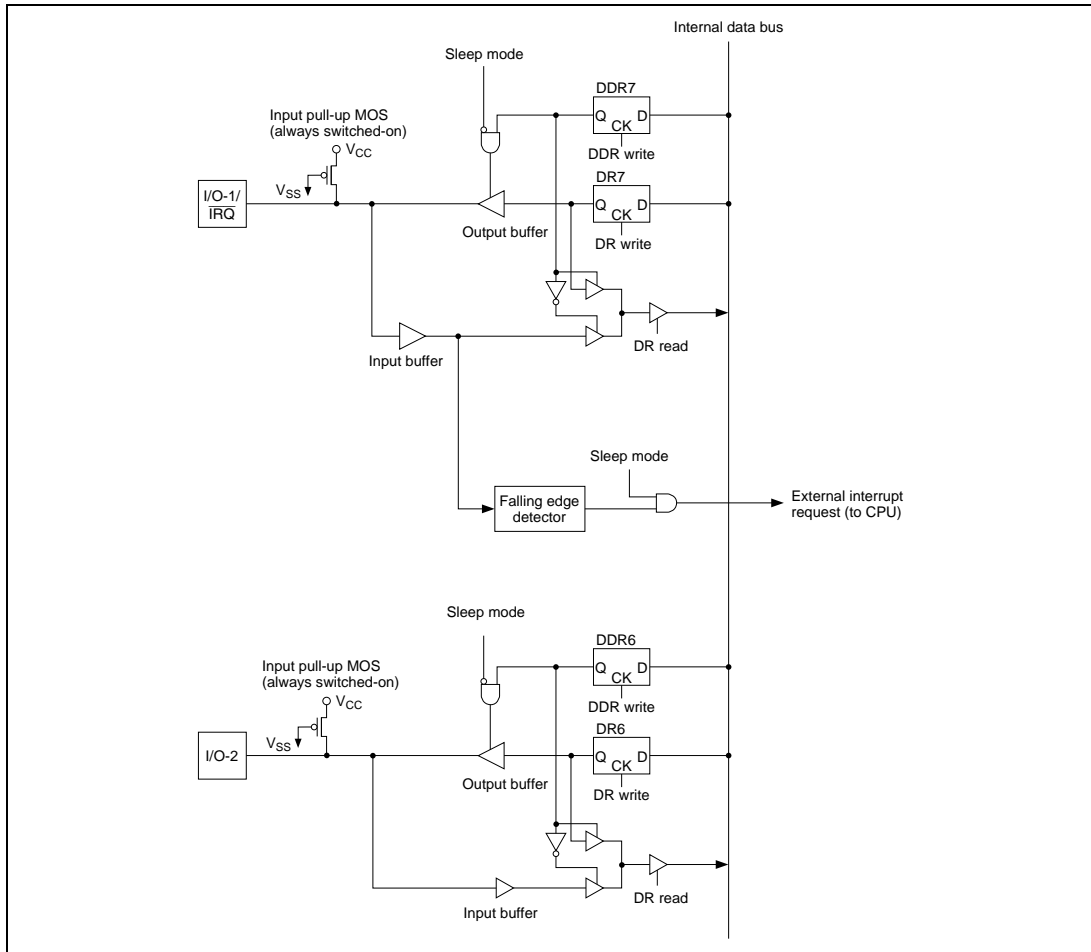 Internal data bus
Sleep mode
DDR7
Q D
CK
DDR write
Input pull-up MOS
(always switched-on)
VCC
VSS
I/O-1/
IRQ
Output buffer
DR7
Q D
CK
DR write
Input buffer
DR read
Sleep mode
Falling edge
detector
External interrupt
request (to CPU)
Sleep mode
DDR6
Q D
CK
DDR write
Input pull-up MOS
(always switched-on)
VCC
VSS
I/O-2
Output buffer
DR6
Q D
CK
DR write
Input buffer
DR read